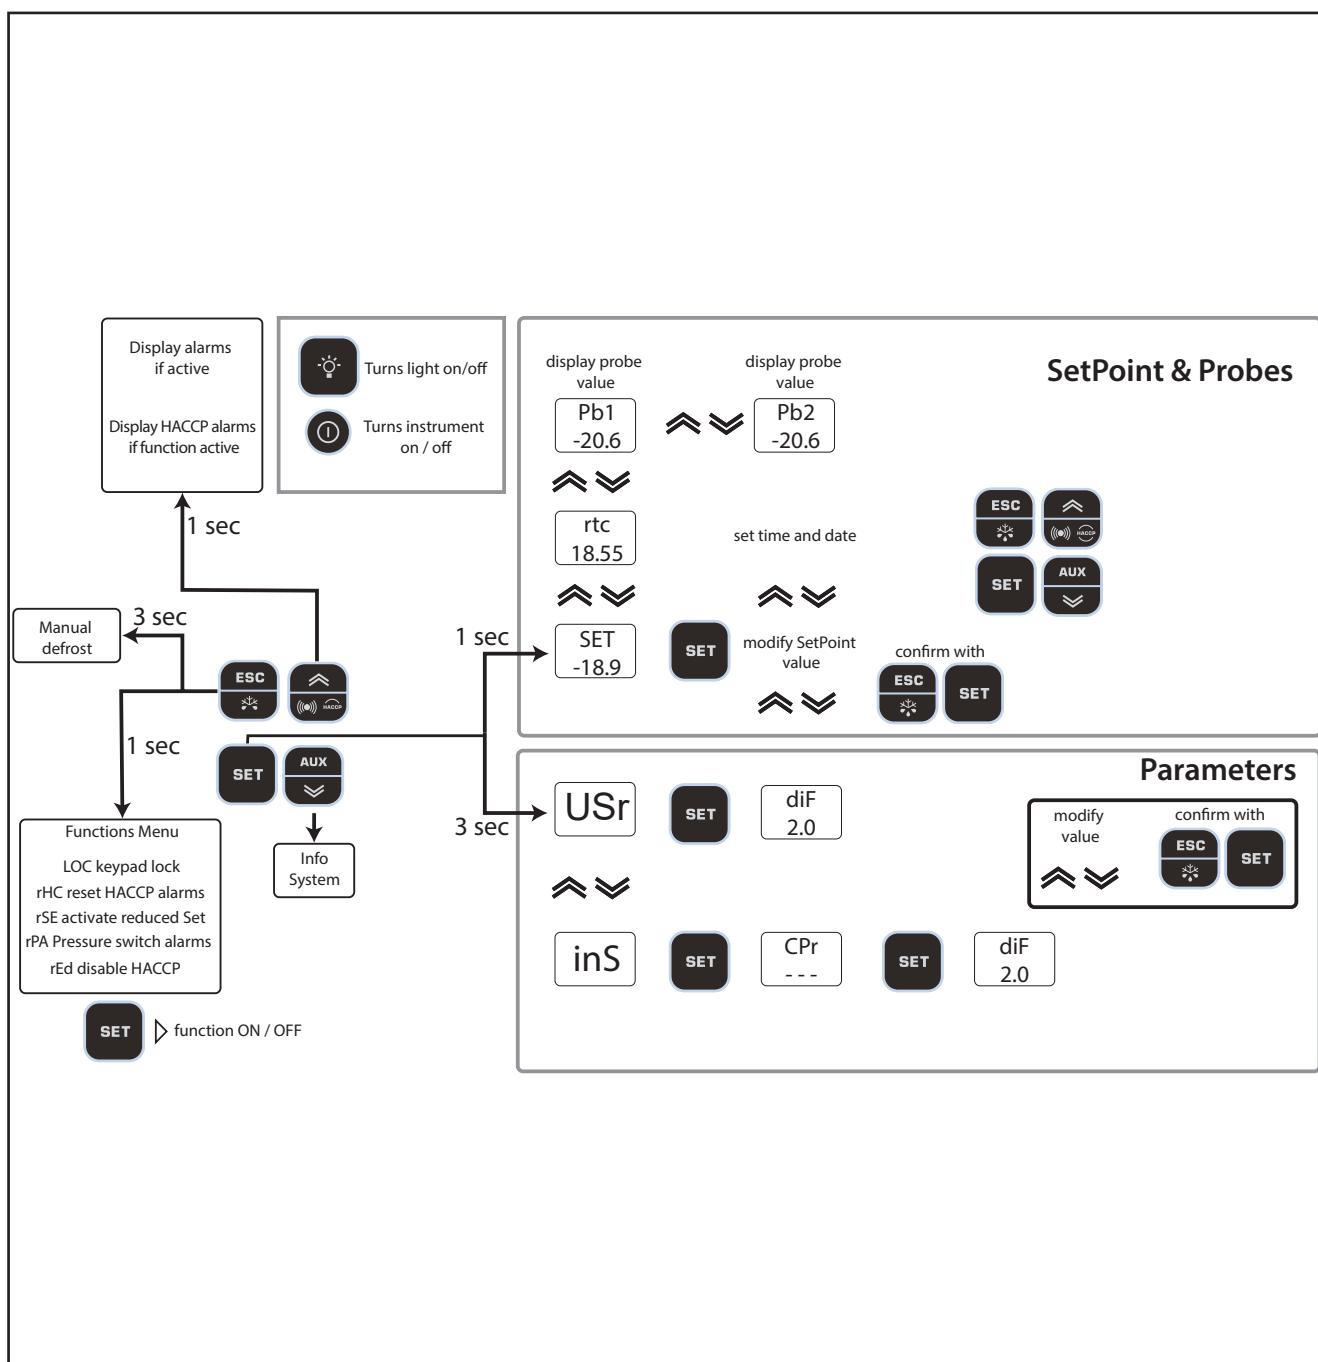 Display alarms
if active
Display HACCP alarms
if function active
1 sec
Turns light on/off
Turns instrument
on / off
3 sec
Manual
defrost
ESC
HACCP
1 sec
SET
AUX
Functions Menu
LOC keypad lock
rHC reset HACCP alarms
rSE activate reduced Set
rPA Pressure switch alarms
rEd disable HACCP
SET
function ON / OFF
Info
System
1 sec
3 sec
SetPoint & Probes
display probe
value
display probe
value
Pb1
-20.6
Pb2
-20.6
rtc
18.55
set time and date
ESC
HACCP
SET
AUX
SET
-18.9
SET
modify SetPoint
value
confirm with
ESC
SET
Parameters
USr
SET
diF
2.0
modify
value
confirm with
ESC
SET
inS
SET
CPr
- - -
SET
diF
2.0